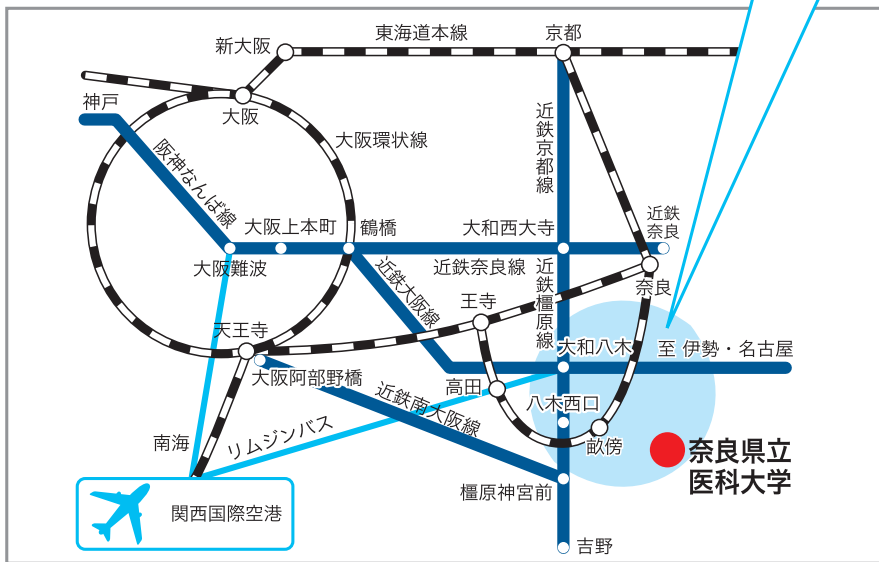 東海道本線
京都
新大阪
神戸
大阪
大阪環状線
近鉄京都線
阪神なんば線
大阪上本町
鶴橋
大和西大寺
近鉄
奈良
大阪難波
近鉄奈良線
近鉄大阪線
近鉄橿原線
奈良
王寺
天王寺
大和八木
至 伊勢・名古屋
大阪阿部野橋
高田
近鉄南大阪線
八木西口
南海
リムジンバス
畝傍
奈良県立
医科大学
橿原神宮前
関西国際空港
吉野